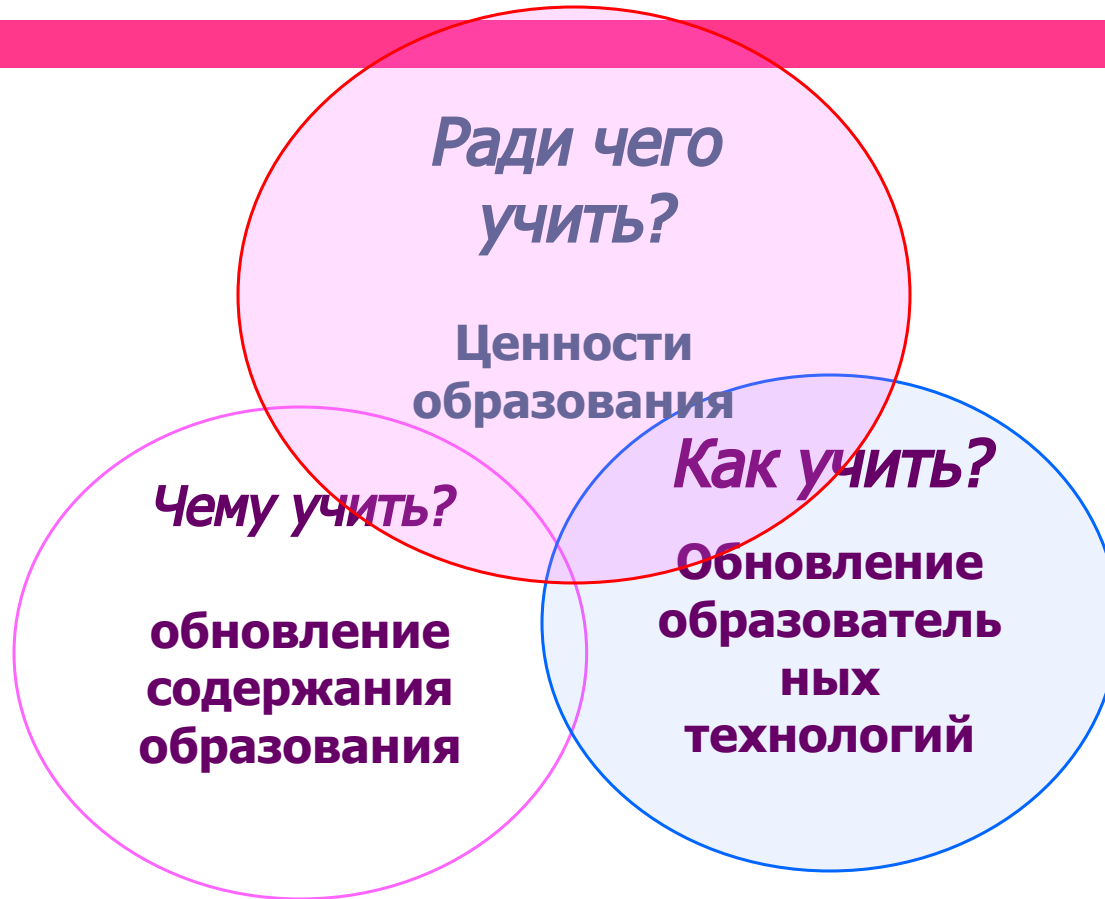 Ради чего
учить?
Ценности
образования
Чему учить?
обновление
содержания
образования
Как учить?
Обновление
образователь
ных
технологий